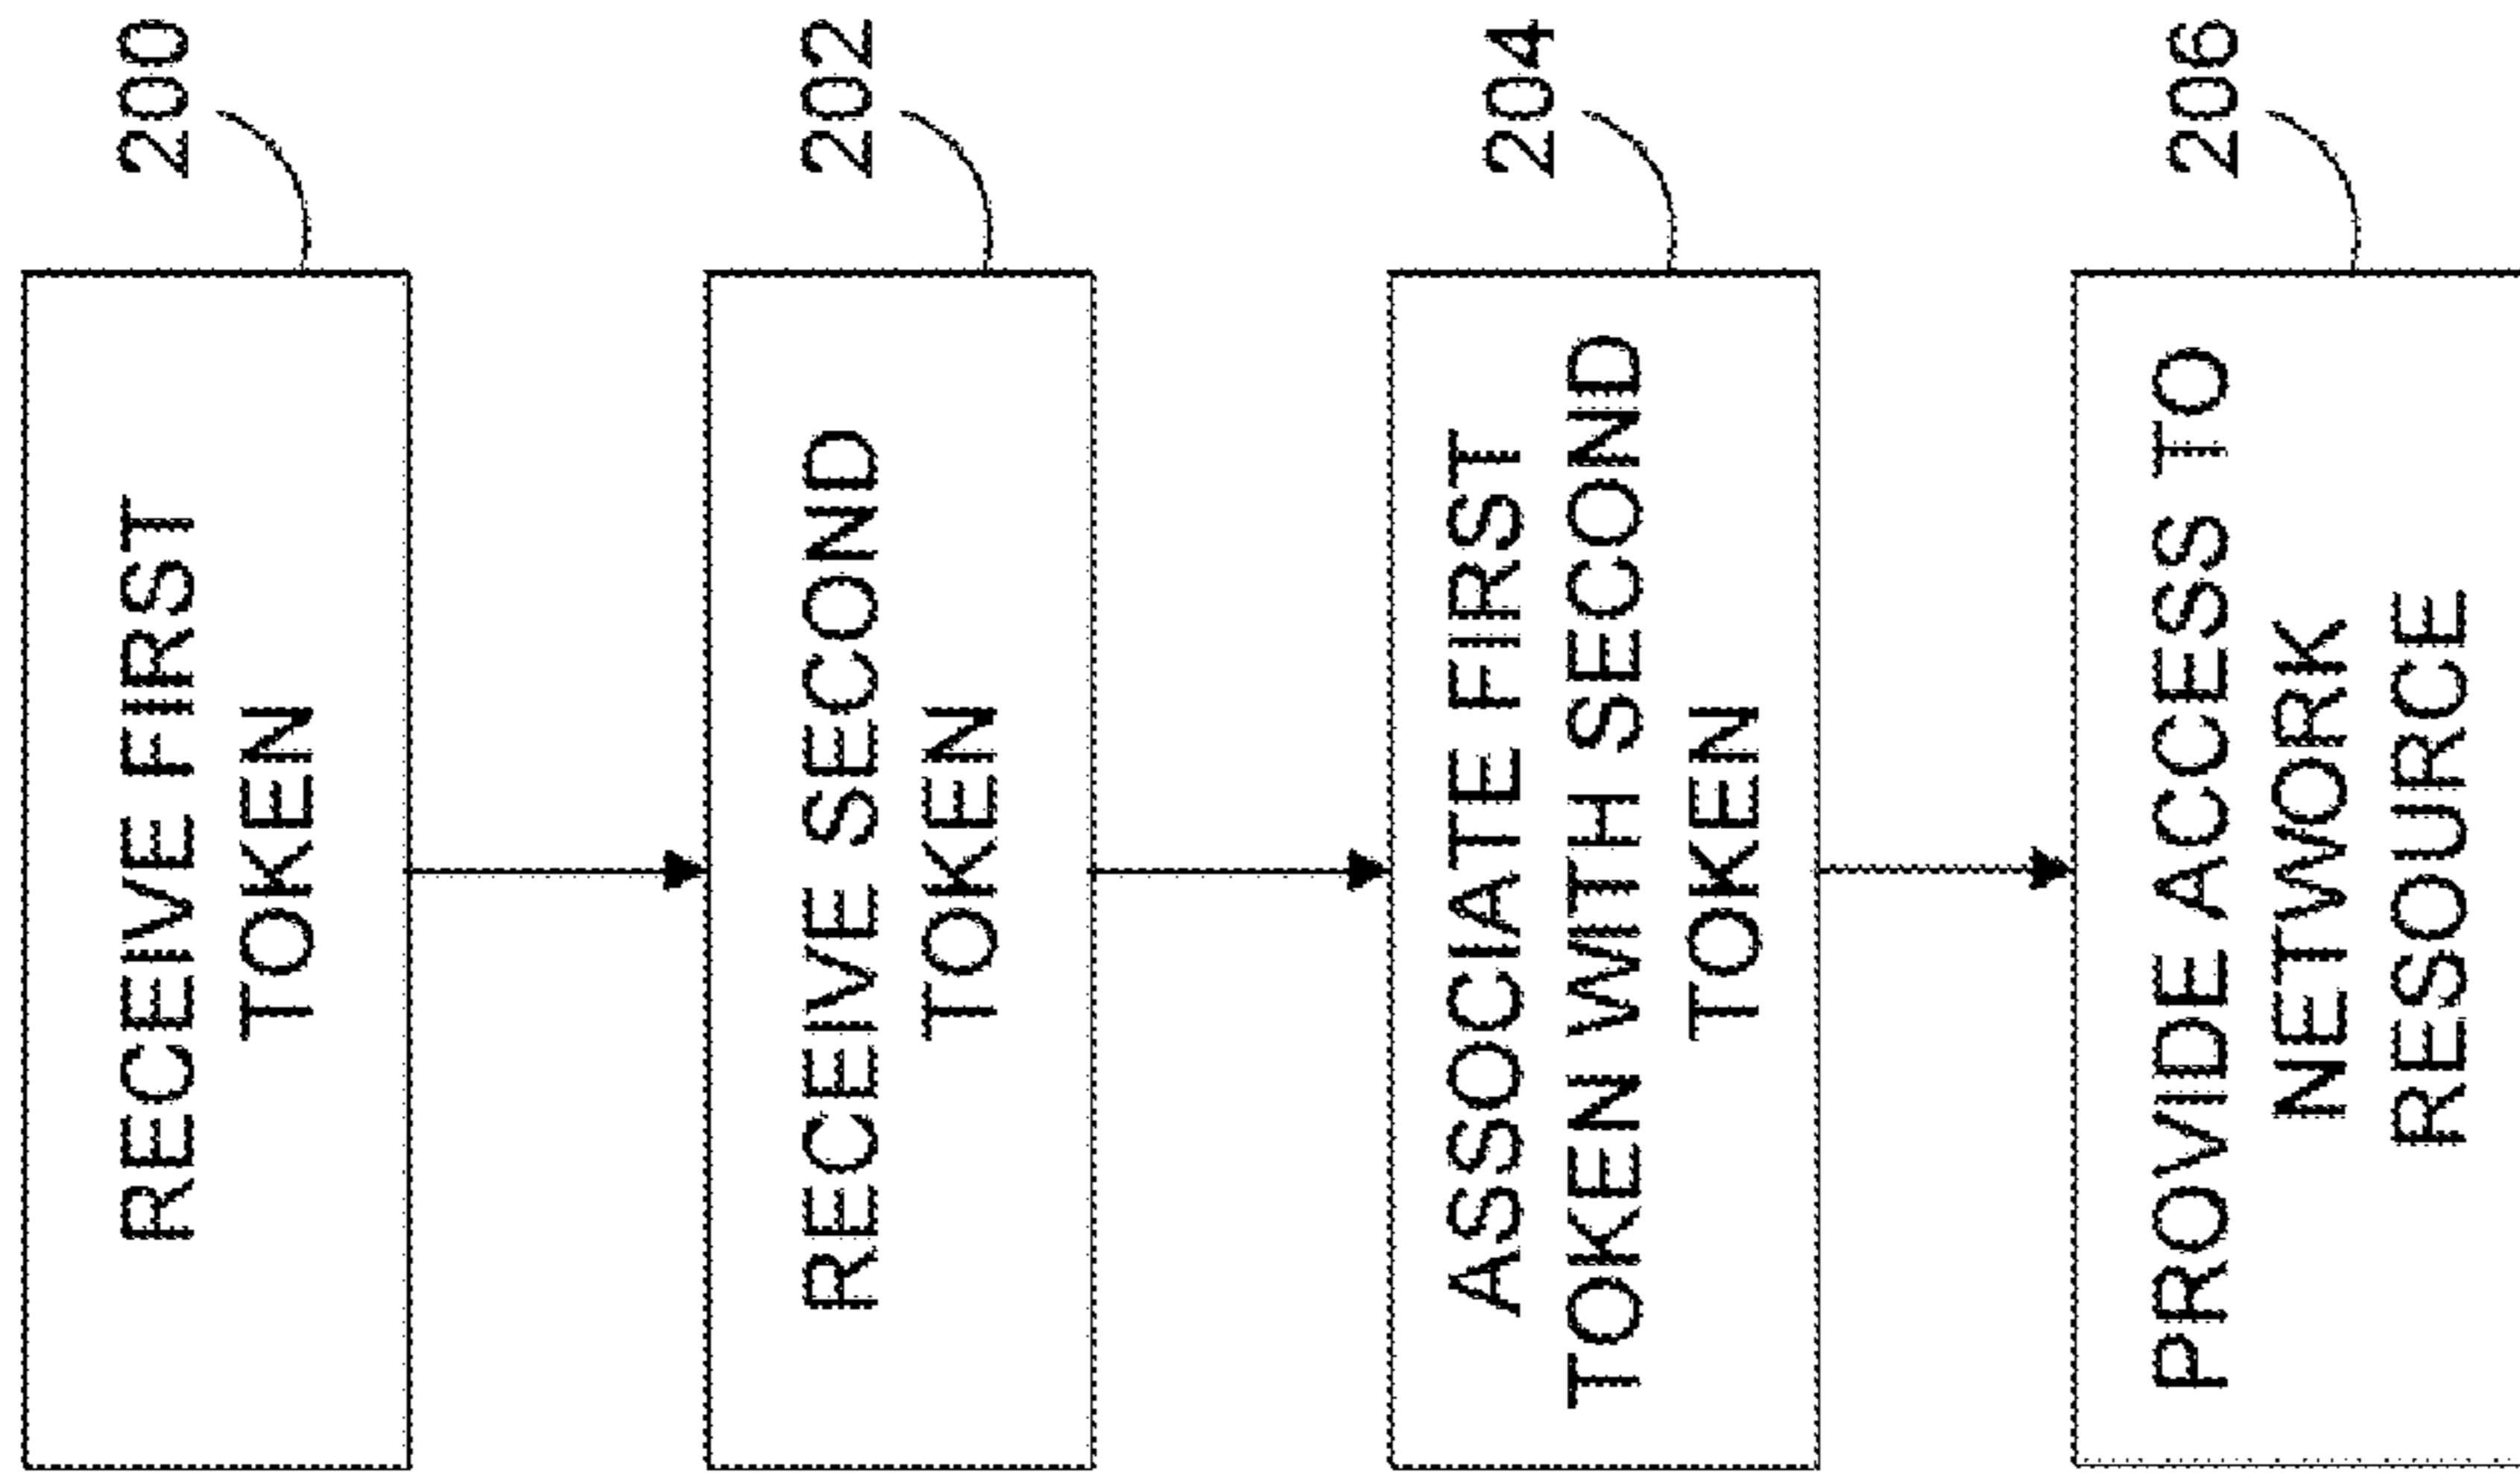 RECEIVE FIRST
TOKEN
200
RECEIVE SECOND
TOKEN
202
ASSOCIATE FIRST
TOKEN WITH SECOND
TOKEN
204
PROVIDE ACCESS TO
NETWORK
RESOURCE
206